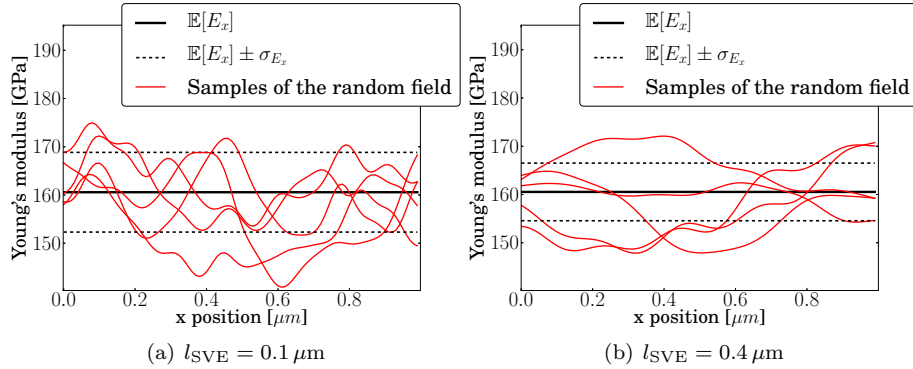 𝔼[E_x]
𝔼[E_x] ± σ_{E_x}
Samples of the random field
190
180
170
160
150
Young's modulus [GPa]
0.0 0.2 0.4 0.6 0.8
x position [μm]
(a) l_SVE = 0.1 μm
𝔼[E_x]
𝔼[E_x] ± σ_{E_x}
Samples of the random field
190
180
170
160
150
Young's modulus [GPa]
0.0 0.2 0.4 0.6 0.8
x position [μm]
(b) l_SVE = 0.4 μm